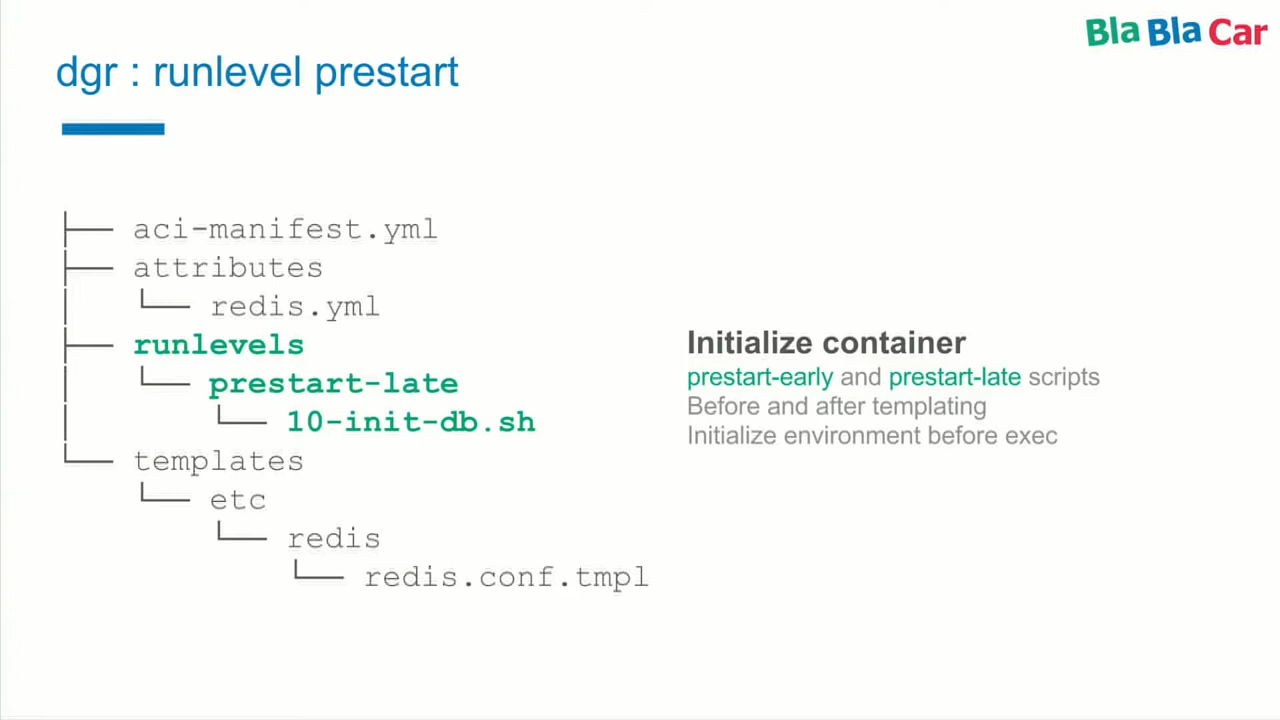 Bla Bla Car
dgr : runlevel prestart
├── aci-manifest.yml
├── attributes
│   └── redis.yml
├── runlevels
│   └── prestart-late
│       └── 10-init-db.sh
└── templates
    └── etc
        └── redis
            └── redis.conf.tmpl
Initialize container
prestart-early and prestart-late scripts
Before and after templating
Initialize environment before exec